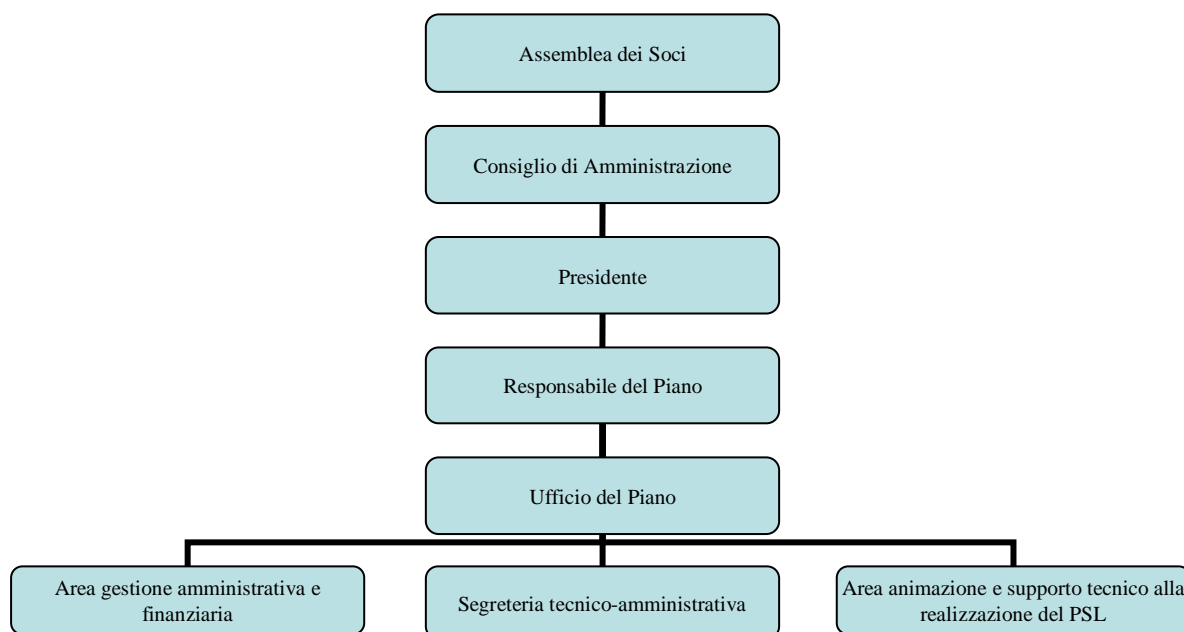 Assemblea dei Soci
Consiglio di Amministrazione
Presidente
Responsabile del Piano
Ufficio del Piano
Area gestione amministrativa e
finanziaria
Segreteria tecnico-amministrativa
Area animazione e supporto tecnico alla
realizzazione del PSL